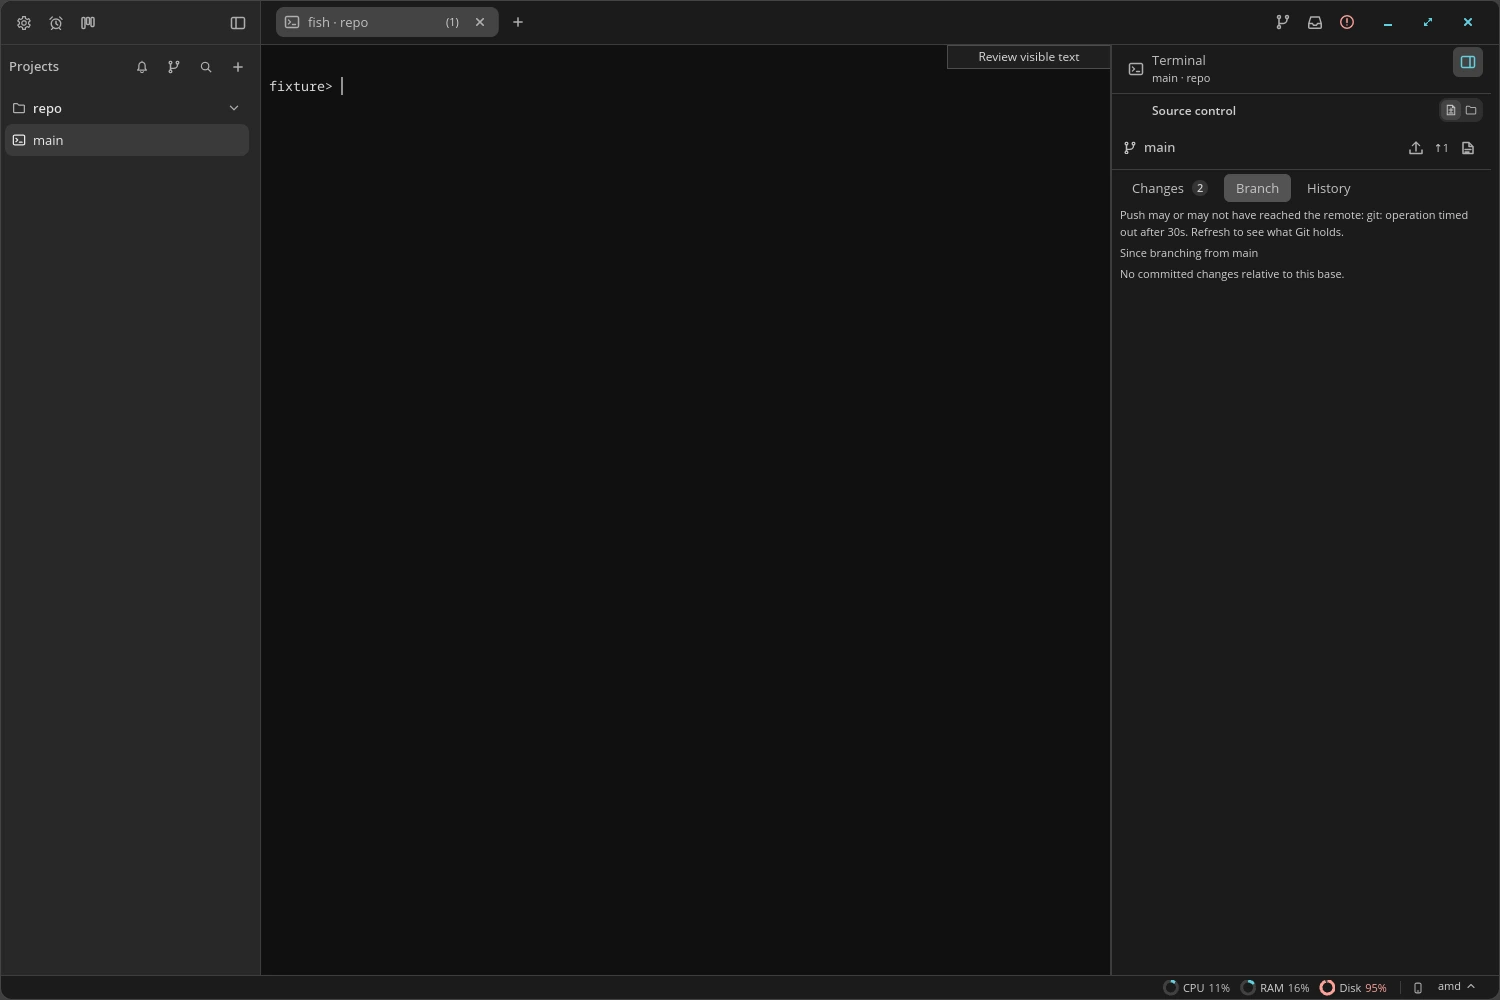 fish · repo (1)
Projects
repo
main
Review visible text
fixture>
Terminal
main · repo
Source control
main
↑1
Changes 2 Branch History
Push may or may not have reached the remote: git: operation timed
out after 30s. Refresh to see what Git holds.
Since branching from main
No committed changes relative to this base.
CPU 11% RAM 16% Disk 95% amd